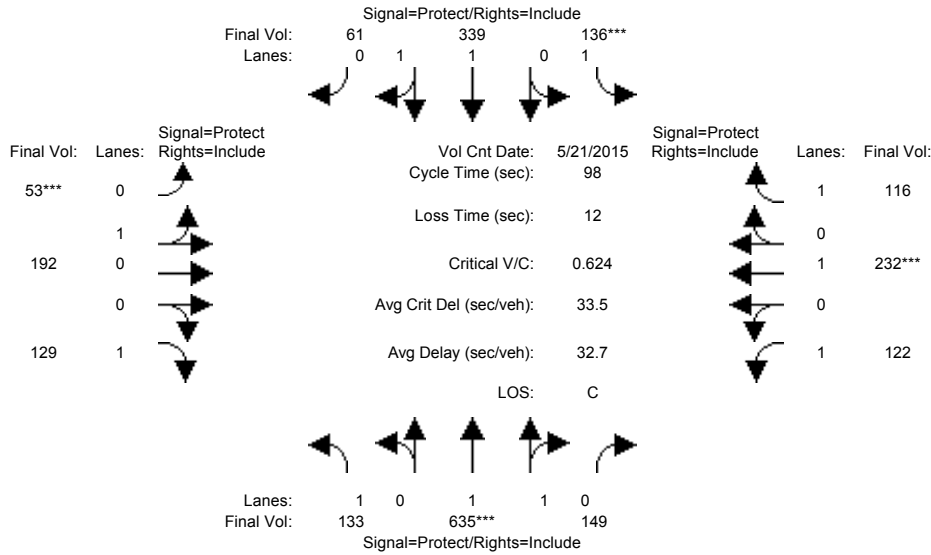 Signal=Protect/Rights=Include
Final Vol: 61 339 136***
Lanes: 0 1 1 0 1
Signal=Protect Signal=Protect
Final Vol: Lanes: Rights=Include Vol Cnt Date: 5/21/2015 Rights=Include Lanes: Final Vol:
Cycle Time (sec): 98
53*** 0 1 116
Loss Time (sec): 12
1 0
192 0 Critical V/C: 0.624 1 232***
0 Avg Crit Del (sec/veh): 33.5 0
129 1 Avg Delay (sec/veh): 32.7 1 122
LOS: C
Lanes: 1 0 1 1 0
Final Vol: 133 635*** 149
Signal=Protect/Rights=Include